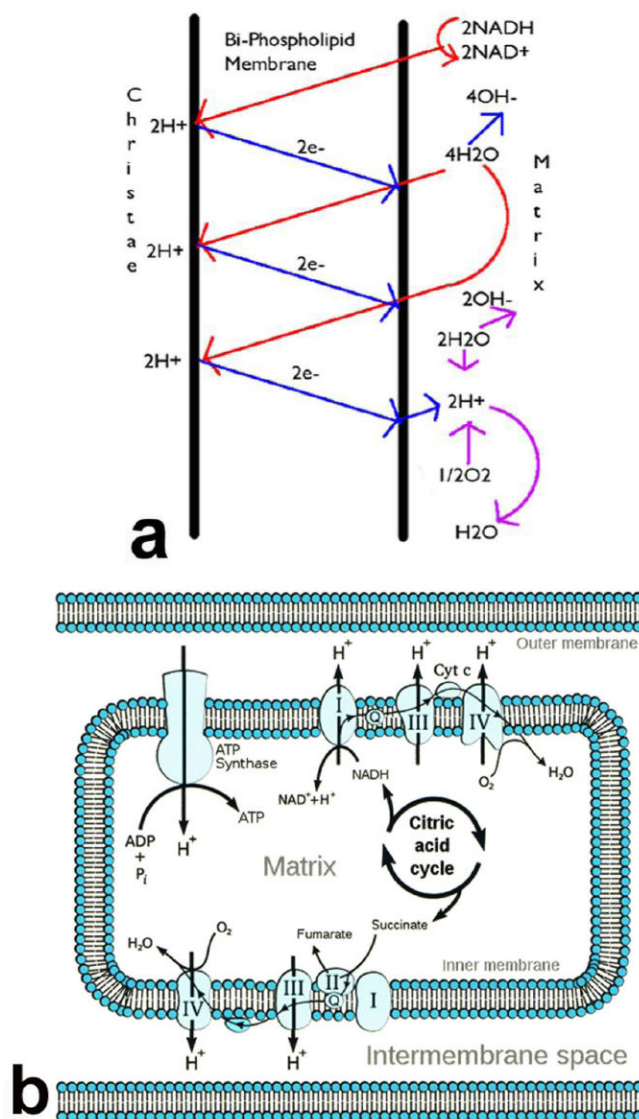 Bi-Phospholipid
Membrane
2NADH
2NAD+
Christae
Matrix
2H+
2e-
4OH-
4H2O
2H+
2e-
2OH-
2H2O
2H+
2e-
2H+
1/2O2
H2O
a
Outer membrane
H+
H+
H+
Cyt c
I
Q
III
IV
ATP
Synthase
NADH
NAD++H+
O2
H2O
ATP
ADP
+
Pi
H+
Matrix
Citric
acid
cycle
Succinate
Fumarate
O2
H2O
Inner membrane
IV
III
II
Q
I
H+
H+
Intermembrane space
b